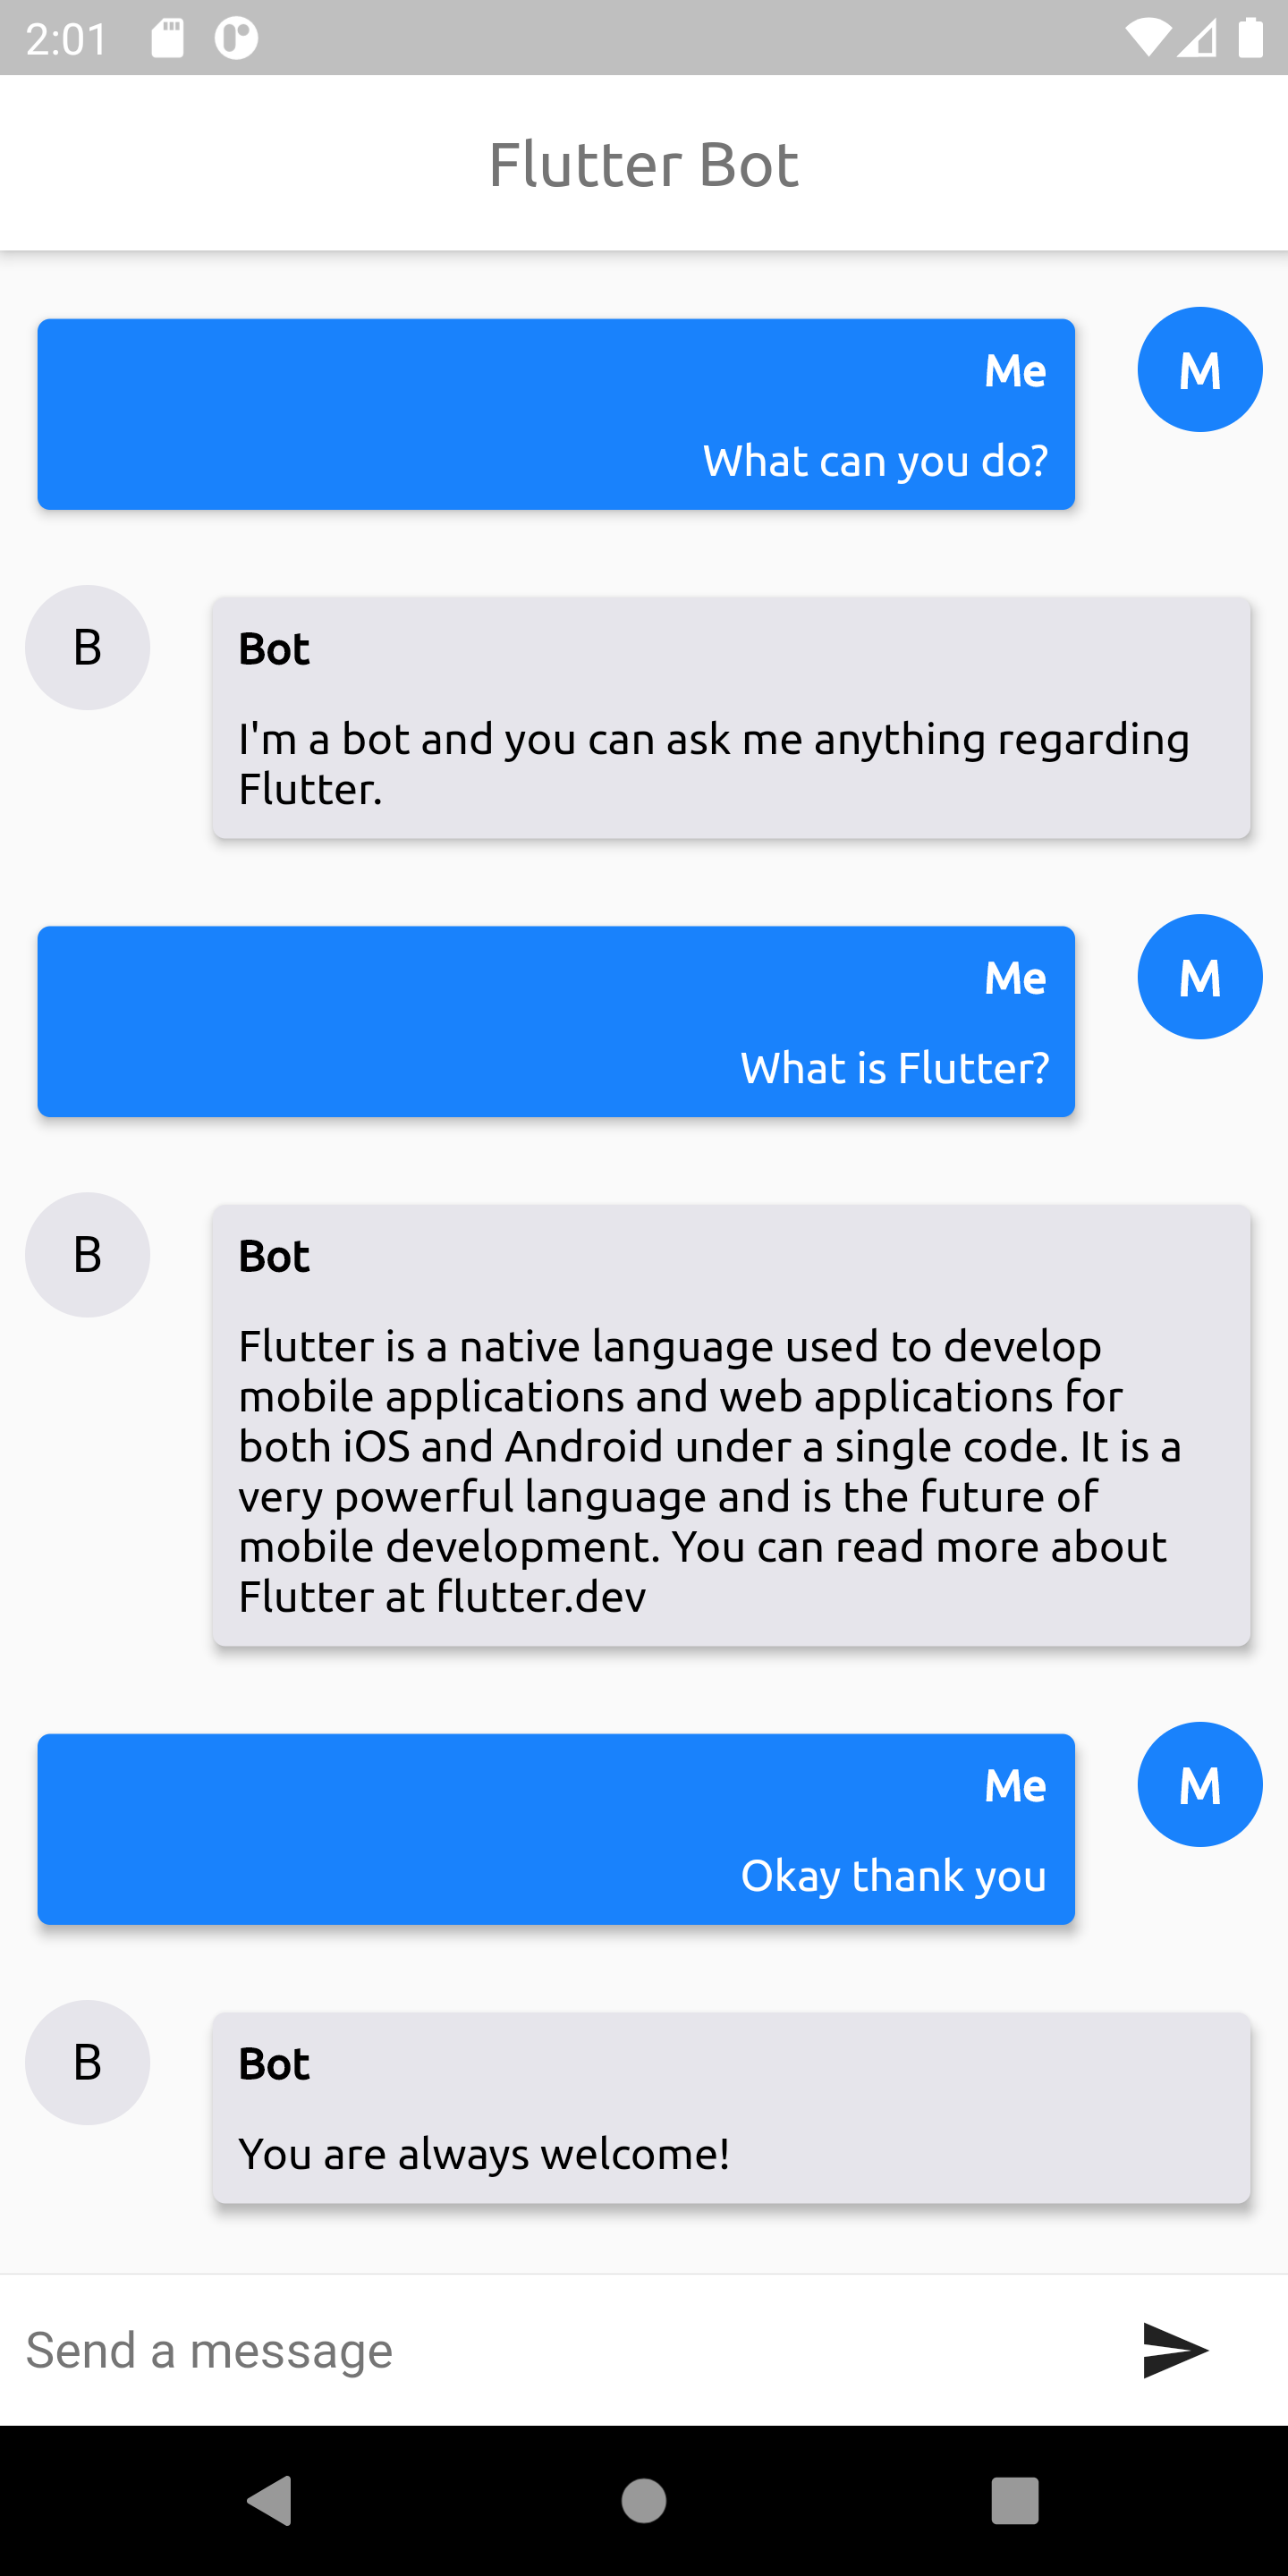 2:01
Flutter Bot
Me
M
What can you do?
B
Bot
I'm a bot and you can ask me anything regarding
Flutter.
Me
M
What is Flutter?
B
Bot
Flutter is a native language used to develop
mobile applications and web applications for
both iOS and Android under a single code. It is a
very powerful language and is the future of
mobile development. You can read more about
Flutter at flutter.dev
Me
M
Okay thank you
B
Bot
You are always welcome!
Send a message